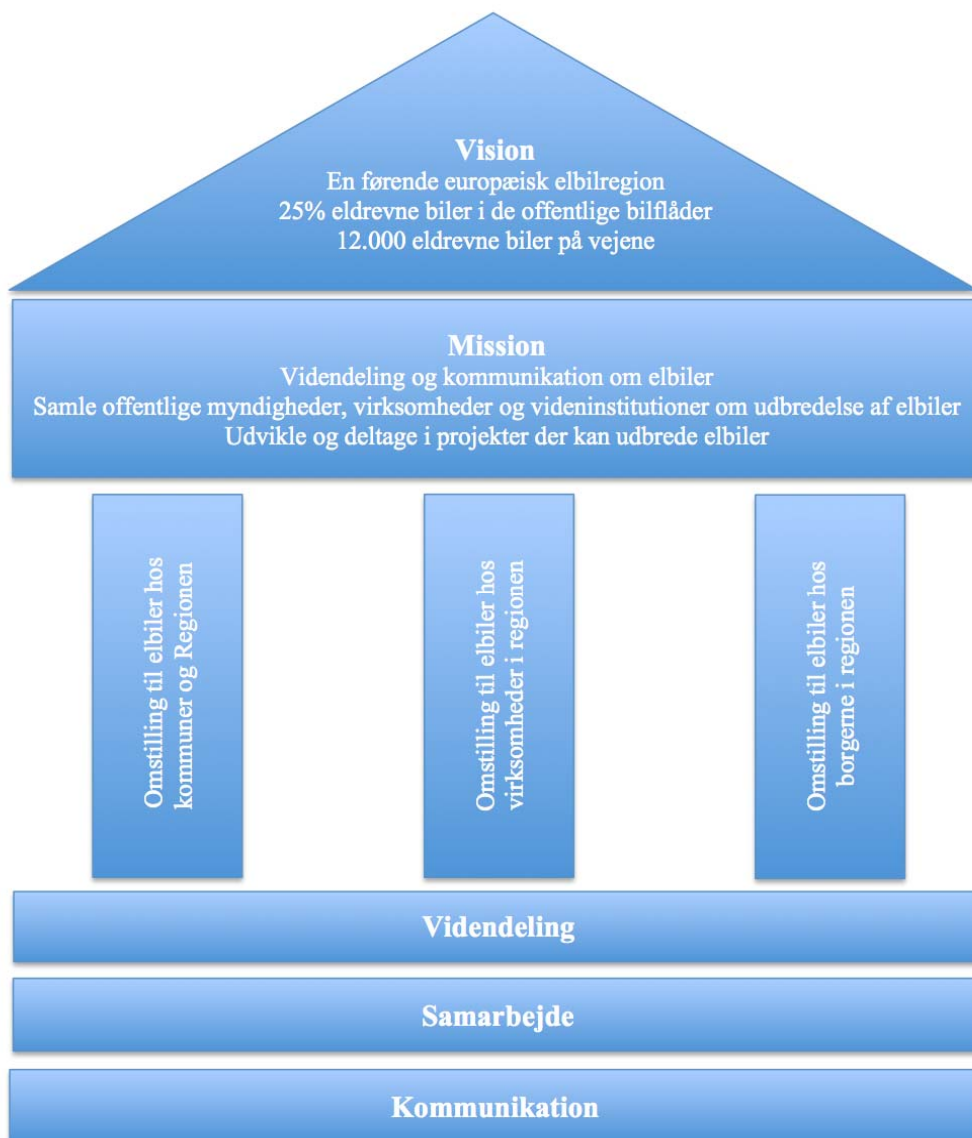 Vision
En førende europæisk elbilregion
25% eldrevne biler i de offentlige bilflåder
12.000 eldrevne biler på vejene
Mission
Videndeling og kommunikation om elbiler
Samle offentlige myndigheder, virksomheder og videninstitutioner om udbredelse af elbiler
Udvikle og deltage i projekter der kan udbrede elbiler
Omstilling til elbiler hos
kommuner og Regionen
Omstilling til elbiler hos
virksomheder i regionen
Omstilling til elbiler hos
borgerne i regionen
Videndeling
Samarbejde
Kommunikation